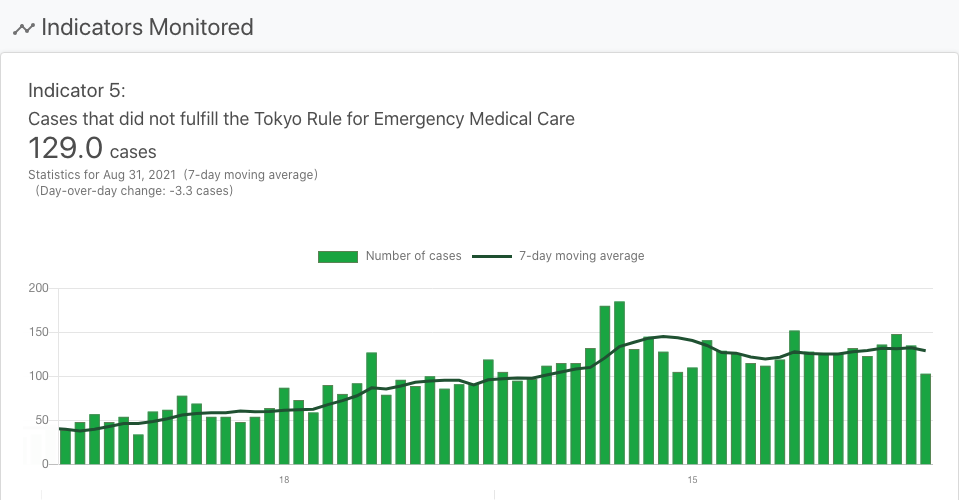 Indicators Monitored
Indicator 5:
Cases that did not fulfill the Tokyo Rule for Emergency Medical Care
129.0 cases
Statistics for Aug 31, 2021 (7-day moving average)
(Day-over-day change: -3.3 cases)
Number of cases 7-day moving average
200
150
100
50
0
18 15